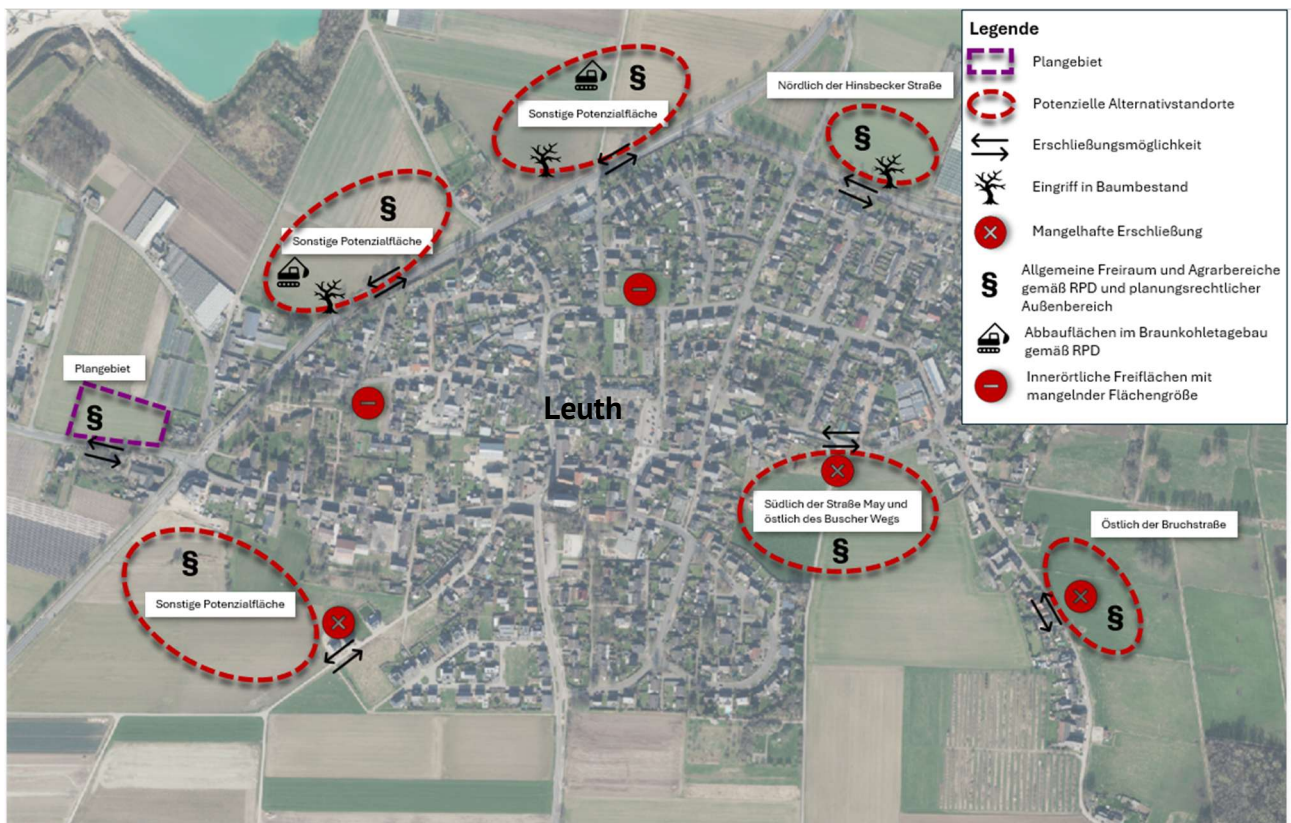 Legende
Plangebiet
Potenzielle Alternativstandorte
Erschließungsmöglichkeit
Eingriff in Baumbestand
Mangelhafte Erschließung
§
Allgemeine Freiraum und Agrarbereiche
gemäß RPD und planungsrechtlicher
Außenbereich
Abbauflächen im Braunkohletagebau
gemäß RPD
Innerörtliche Freiflächen mit
mangelnder Flächengröße
§
Sonstige Potenzialfläche
Nördlich der Hinsbecker Straße
§
§
Sonstige Potenzialfläche
Plangebiet
§
Leuth
Südlich der Straße May und
östlich des Buscher Wegs
§
Östlich der Bruchstraße
§
§
Sonstige Potenzialfläche